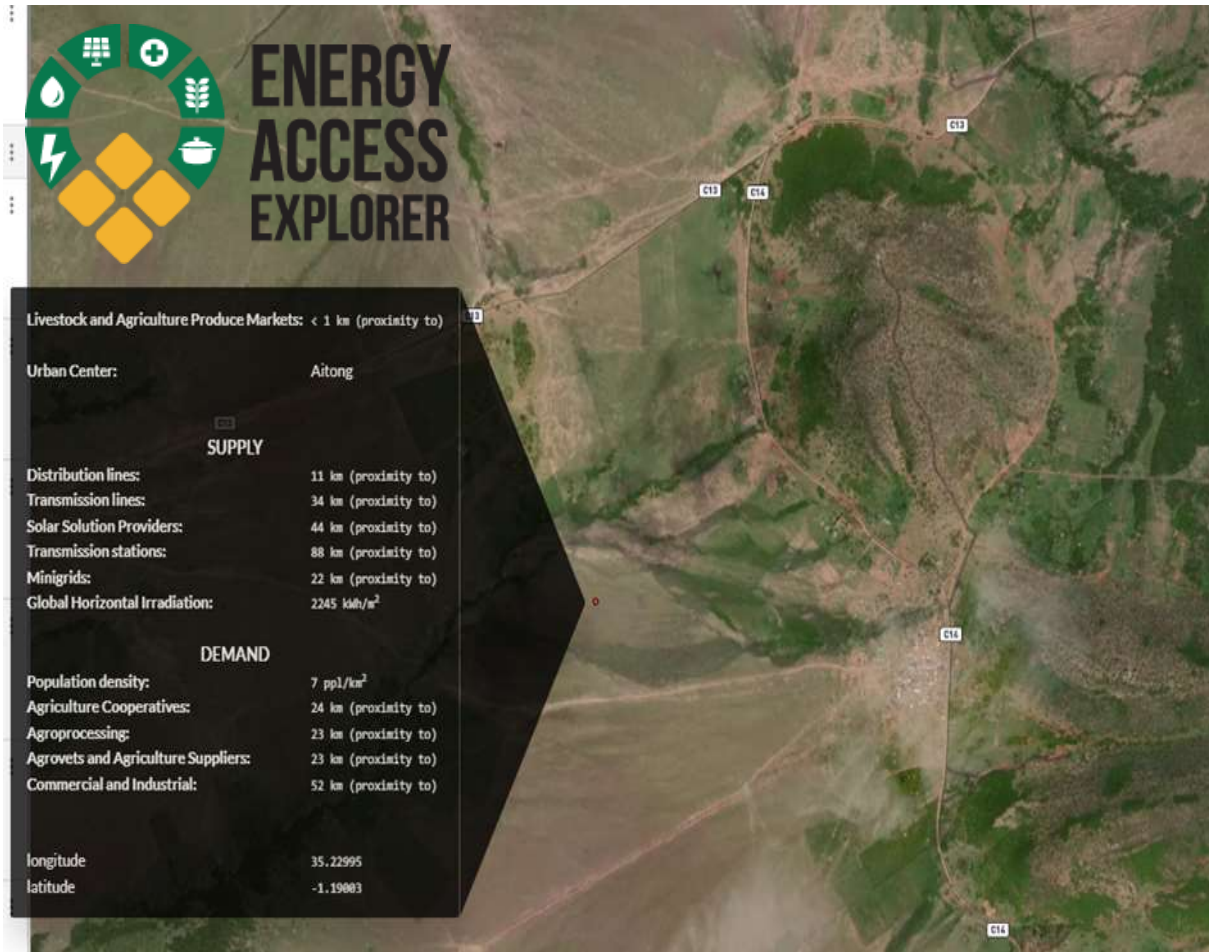 ENERGY
ACCESS
EXPLORER
C13
C13
C14
C13
Livestock and Agriculture Produce Markets: < 1 km (proximity to)
Urban Center: Aitong
C13
SUPPLY
Distribution lines: 11 km (proximity to)
Transmission lines: 34 km (proximity to)
Solar Solution Providers: 44 km (proximity to)
Transmission stations: 88 km (proximity to)
Minigrids: 22 km (proximity to)
Global Horizontal Irradiation: 2245 kWh/m²
C14
DEMAND
Population density: 7 ppl/km²
Agriculture Cooperatives: 24 km (proximity to)
Agroprocessing: 23 km (proximity to)
Agrovets and Agriculture Suppliers: 23 km (proximity to)
Commercial and Industrial: 52 km (proximity to)
longitude 35.22995
latitude -1.19003
C14